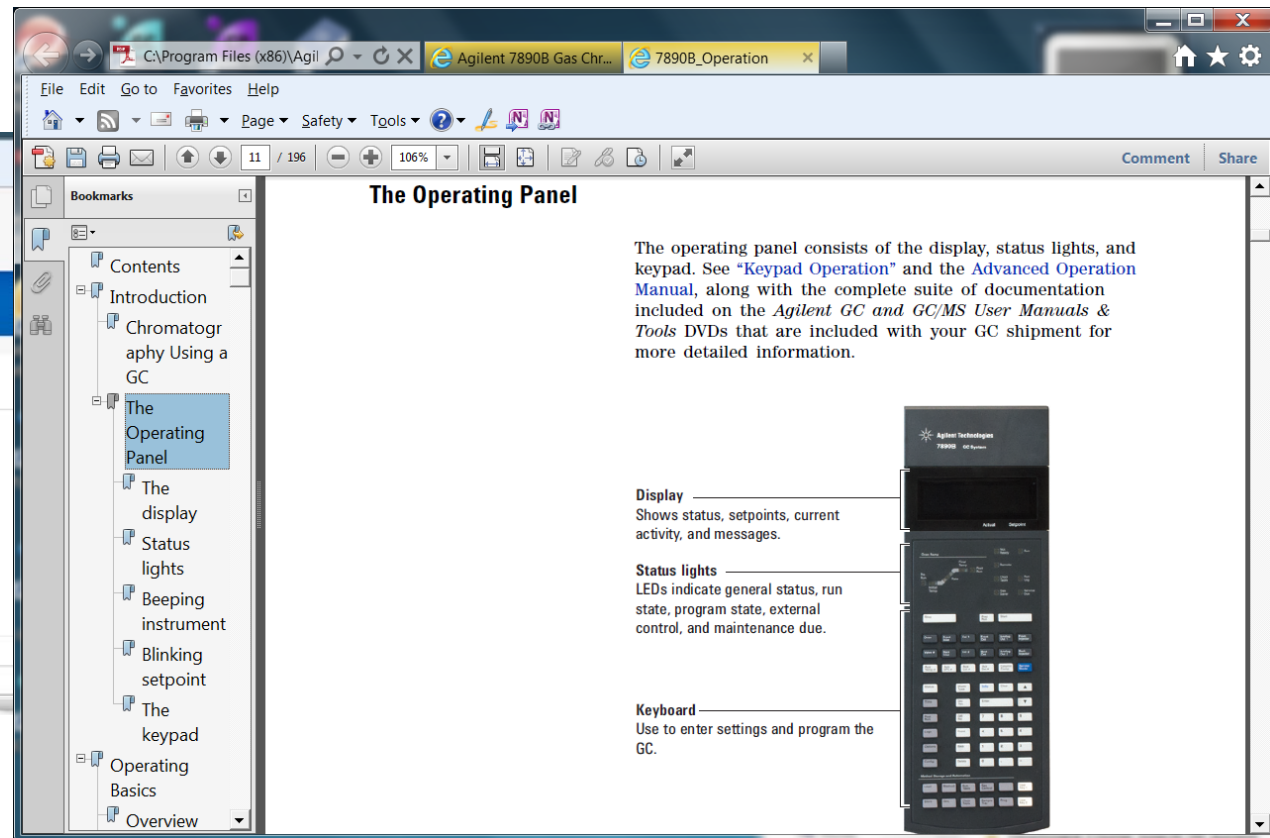 C:\Program Files (x86)\Agil
Agilent 7890B Gas Chr...
7890B_Operation
File Edit Go to Favorites Help
Page Safety Tools
11 / 196
106%
Comment Share
Bookmarks
Contents
Introduction
Chromatogr
aphy Using a
GC
The
Operating
Panel
The
display
Status
lights
Beeping
instrument
Blinking
setpoint
The
keypad
Operating
Basics
Overview
The Operating Panel
The operating panel consists of the display, status lights, and
keypad. See “Keypad Operation” and the Advanced Operation
Manual, along with the complete suite of documentation
included on the Agilent GC and GC/MS User Manuals &
Tools DVDs that are included with your GC shipment for
more detailed information.
Agilent Technologies
7890B GC System
Actual Setpoint
Display
Shows status, setpoints, current
activity, and messages.
Status lights
LEDs indicate general status, run
state, program state, external
control, and maintenance due.
Keyboard
Use to enter settings and program the
GC.